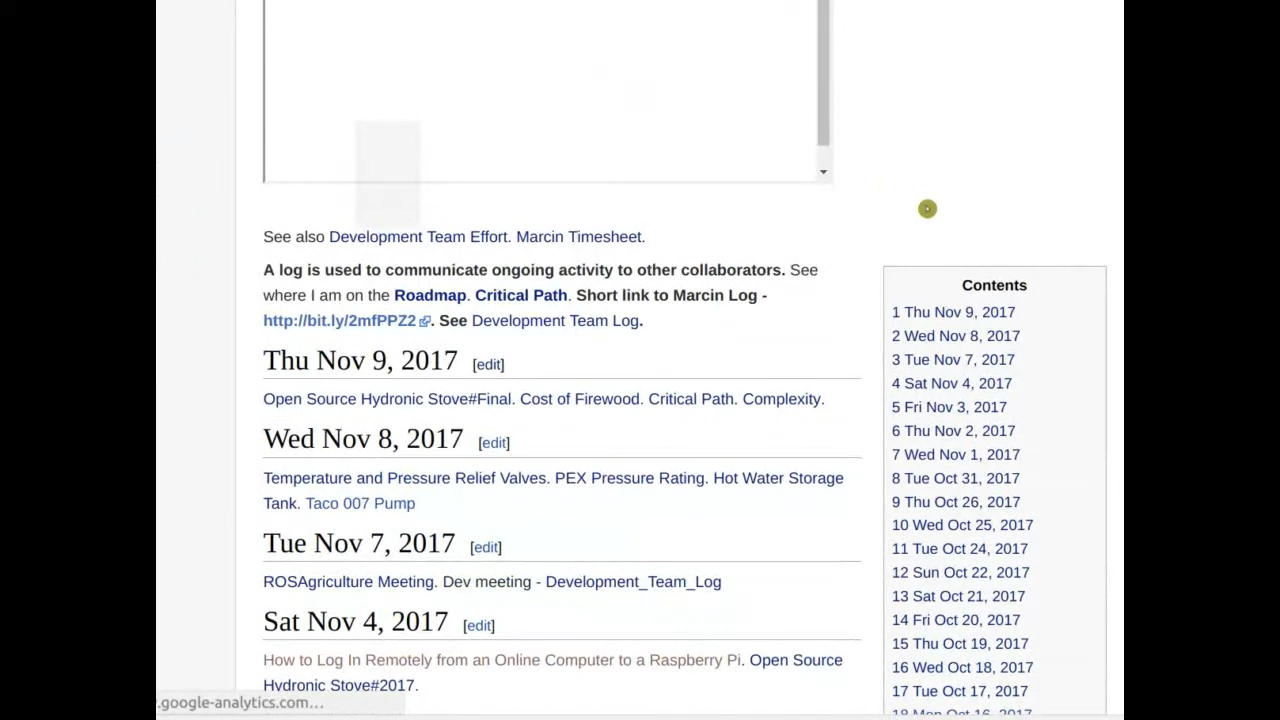 See also Development Team Effort. Marcin Timesheet.
A log is used to communicate ongoing activity to other collaborators. See
where I am on the Roadmap. Critical Path. Short link to Marcin Log -
http://bit.ly/2mfPPZ2. See Development Team Log.
Thu Nov 9, 2017 [edit]
Open Source Hydronic Stove#Final. Cost of Firewood. Critical Path. Complexity.
Wed Nov 8, 2017 [edit]
Temperature and Pressure Relief Valves. PEX Pressure Rating. Hot Water Storage
Tank. Taco 007 Pump
Tue Nov 7, 2017 [edit]
ROSAgriculture Meeting. Dev meeting - Development_Team_Log
Sat Nov 4, 2017 [edit]
How to Log In Remotely from an Online Computer to a Raspberry Pi. Open Source
Hydronic Stove#2017.
Contents
1 Thu Nov 9, 2017
2 Wed Nov 8, 2017
3 Tue Nov 7, 2017
4 Sat Nov 4, 2017
5 Fri Nov 3, 2017
6 Thu Nov 2, 2017
7 Wed Nov 1, 2017
8 Tue Oct 31, 2017
9 Thu Oct 26, 2017
10 Wed Oct 25, 2017
11 Tue Oct 24, 2017
12 Sun Oct 22, 2017
13 Sat Oct 21, 2017
14 Fri Oct 20, 2017
15 Thu Oct 19, 2017
16 Wed Oct 18, 2017
17 Tue Oct 17, 2017
18 Mon Oct 16, 2017
.google-analytics.com...